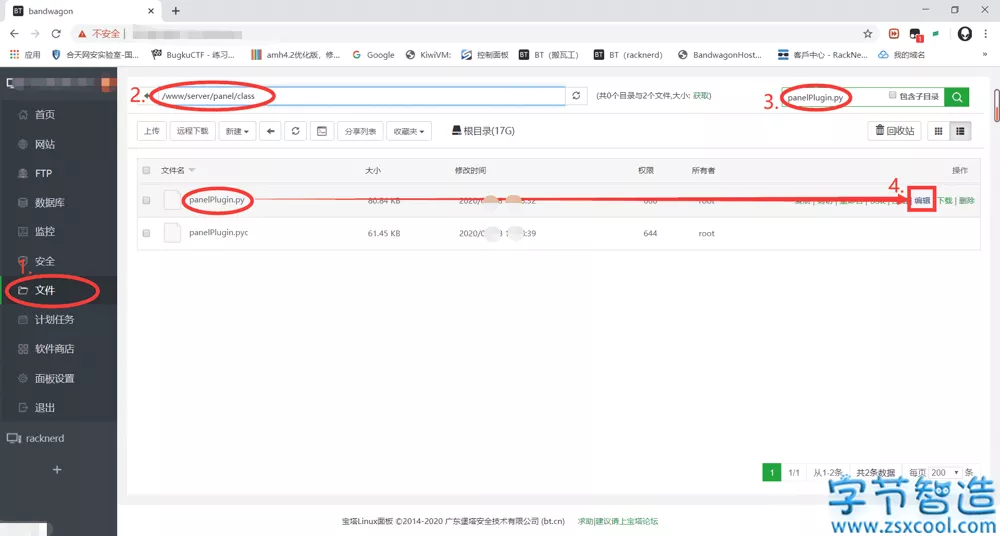 BT bandwagon
不安全
应用 合天网安实验室-国... BugkuCTF - 练习... amh4.2优化版，修... Google KiwiVM: 控制面板 BT BT（搬瓦工） BT BT（racknerd） BandwagonHost... 客戶中心 - RackNe... 我的域名
2. /www/server/panel/class (共0个目录与2个文件,大小: 获取) 3. panelPlugin.py 包含子目录
首页
网站
FTP
数据库
监控
安全
1.
文件
计划任务
软件商店
面板设置
退出
racknerd
上传 远程下载 新建 分享列表 收藏夹 根目录(17G) 回收站
文件名 大小 修改时间 权限 所有者 操作
4.
panelPlugin.py 80.84 KB root 编辑 | 下载 | 删除
panelPlugin.pyc 61.45 KB 644 root
1 1/1 从1-2条 共2条数据 每页 200 条
宝塔Linux面板 ©2014-2020 广东堡塔安全技术有限公司 (bt.cn) 求助|建议请上宝塔论坛
字节智造
www.zsxcool.com